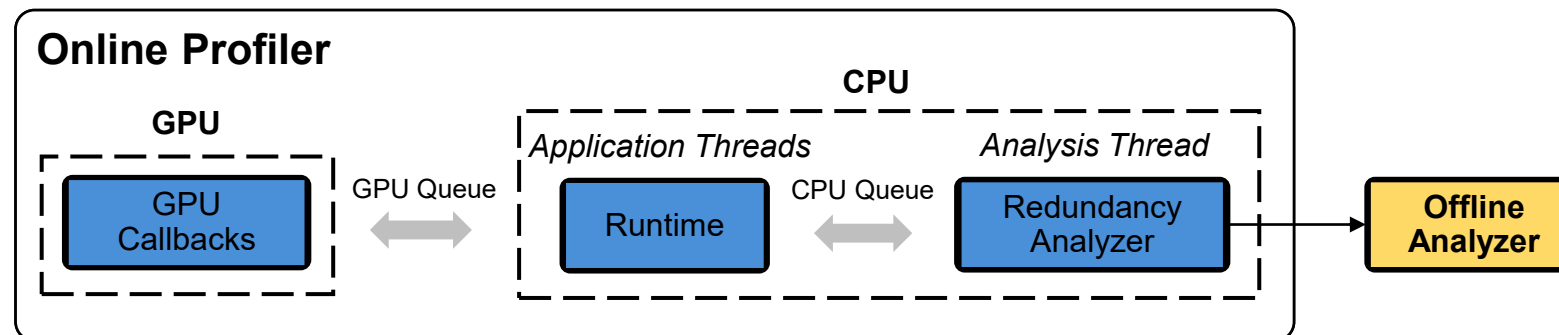 Online Profiler
CPU
GPU
Application Threads
Analysis Thread
GPU Queue
CPU Queue
GPU
Callbacks
Runtime
Redundancy
Analyzer
Offline
Analyzer